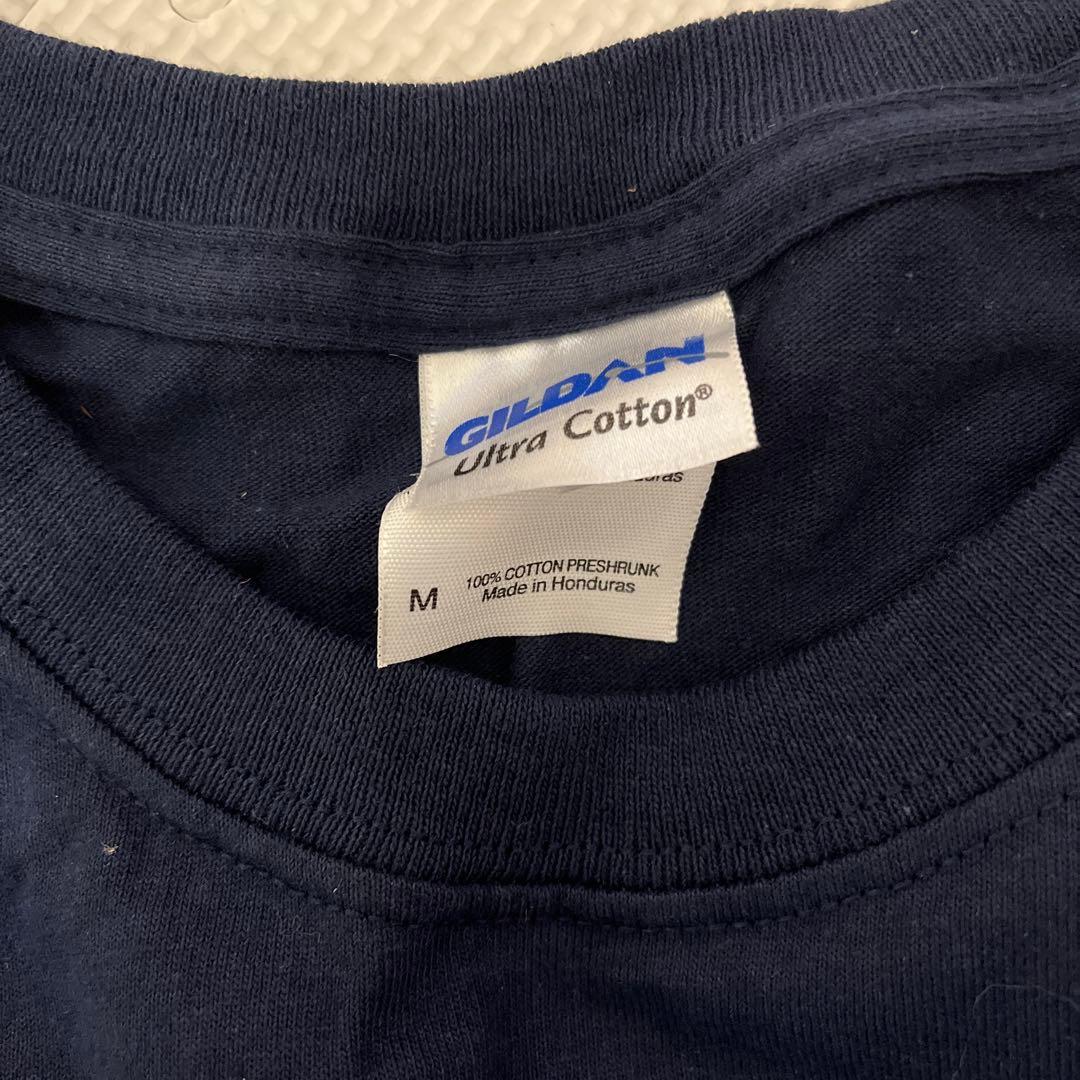 GILDAN
Ultra Cotton®
M
100% COTTON PRESHRUNK
Made in Honduras